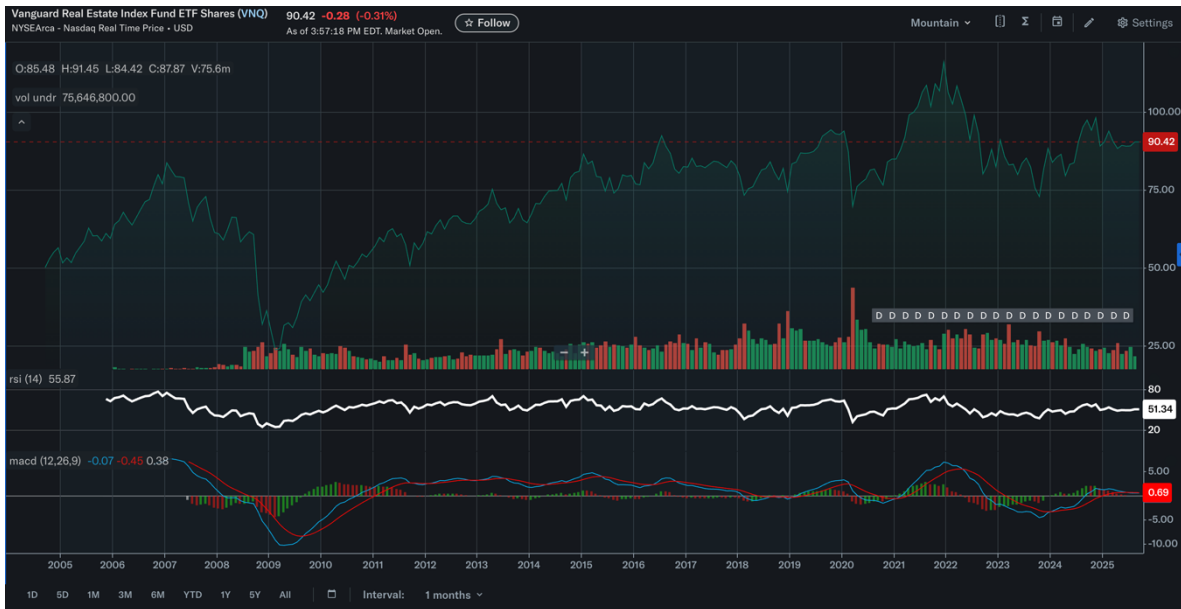 Vanguard Real Estate Index Fund ETF Shares (VNQ)
NYSEArca - Nasdaq Real Time Price • USD
90.42 -0.28 (-0.31%)
As of 3:57:18 PM EDT. Market Open.
☆ Follow
Mountain
Σ
Settings
O:85.48 H:91.45 L:84.42 C:87.87 V:75.6m
vol undr 75,646,800.00
100.00
90.42
75.00
50.00
25.00
D D D D D D D D D D D D D D D D D D D D
− +
rsi (14) 55.87
80
51.34
20
macd (12,26,9) -0.07 -0.45 0.38
5.00
0.69
-5.00
-10.00
2005 2006 2007 2008 2009 2010 2011 2012 2013 2014 2015 2016 2017 2018 2019 2020 2021 2022 2023 2024 2025
1D 5D 1M 3M 6M YTD 1Y 5Y All Interval: 1 months